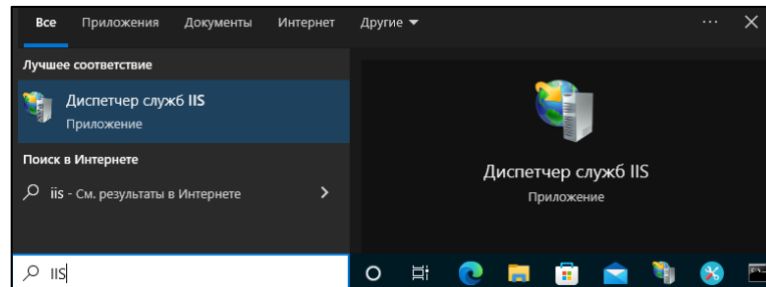 Все Приложения Документы Интернет Другие
Лучшее соответствие
Диспетчер служб IIS
Приложение
Поиск в Интернете
iis - См. результаты в Интернете
Диспетчер служб IIS
Приложение
IIS